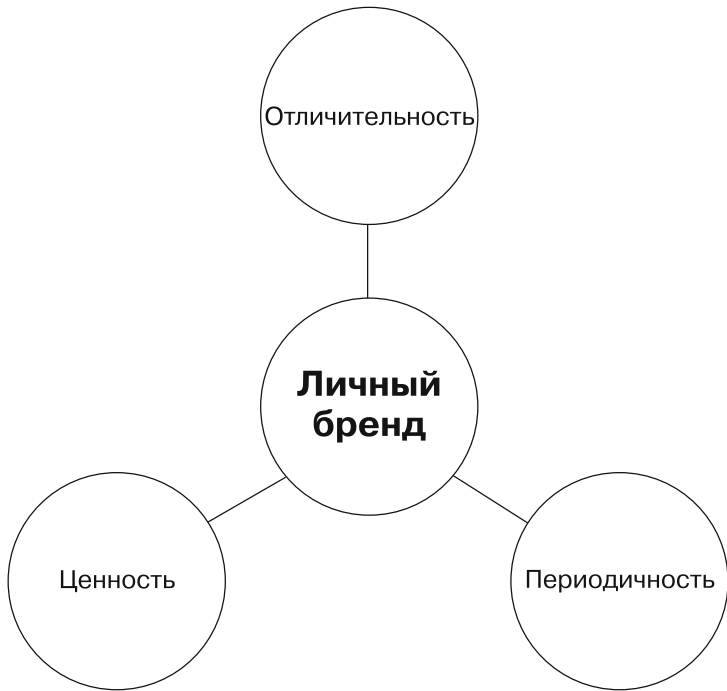 Отличительность
Личный
бренд
Ценность
Периодичность